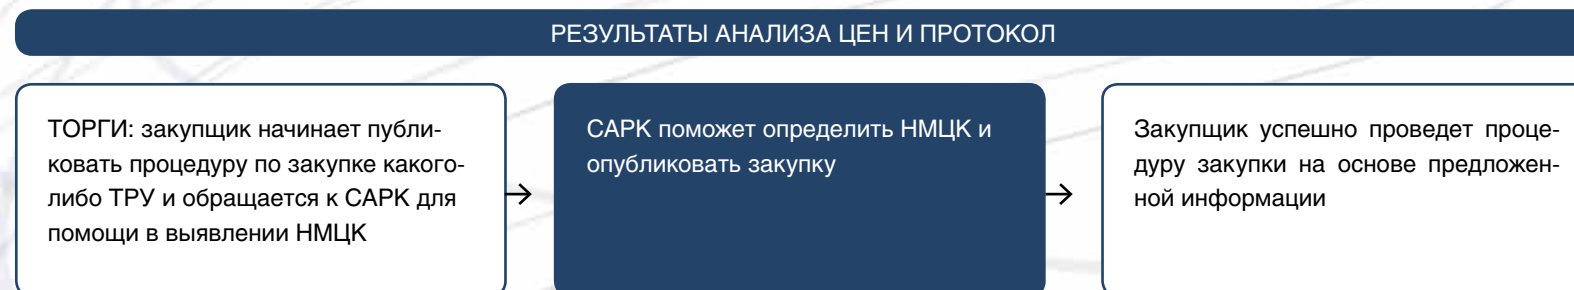 РЕЗУЛЬТАТЫ АНАЛИЗА ЦЕН И ПРОТОКОЛ
ТОРГИ: закупщик начинает публи-
ковать процедуру по закупке какого-
либо ТРУ и обращается к САРК для
помощи в выявлении НМЦК
САРК поможет определить НМЦК и
опубликовать закупку
Закупщик успешно проведет проце-
дуру закупки на основе предложен-
ной информации